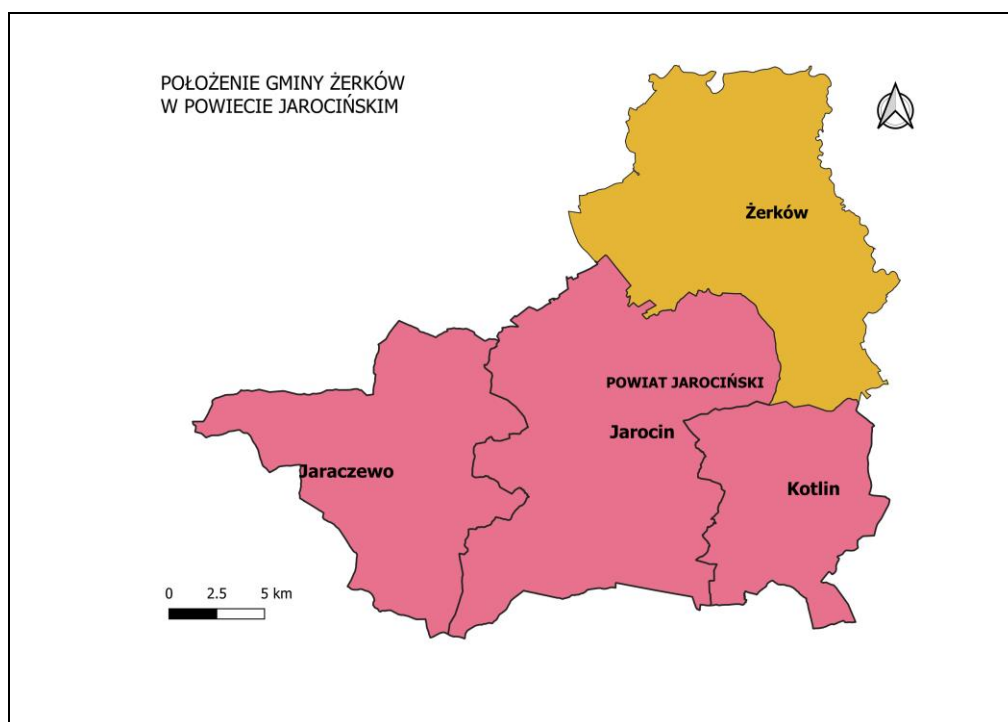 POŁOŻENIE GMINY ŻERKÓW
W POWIECIE JAROCIŃSKIM
Żerków
POWIAT JAROCIŃSKI
Jarocin
Jaraczewo
Kotlin
0 2.5 5 km